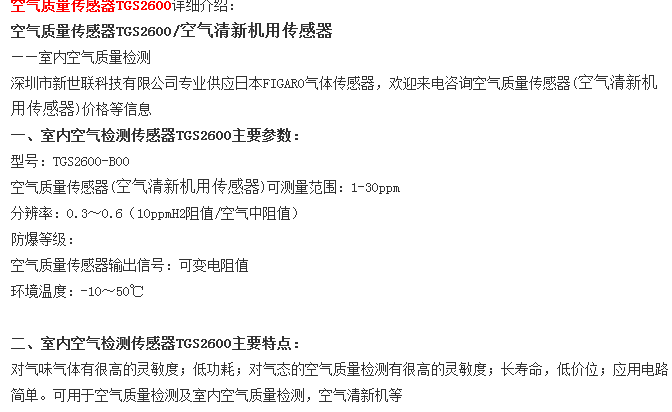 空气质量传感器TGS2600详细介绍：
空气质量传感器TGS2600/空气清新机用传感器
——室内空气质量检测
深圳市新世联科技有限公司专业供应日本FIGARO气体传感器，欢迎来电咨询空气质量传感器(空气清新机
用传感器)价格等信息
一、室内空气检测传感器TGS2600主要参数：
型号：TGS2600-B00
空气质量传感器(空气清新机用传感器)可测量范围：1-30ppm
分辨率：0.3～0.6（10ppmH2阻值/空气中阻值）
防爆等级：
空气质量传感器输出信号：可变电阻值
环境温度：-10～50℃
二、室内空气检测传感器TGS2600主要特点：
对气味气体有很高的灵敏度；低功耗；对气态的空气质量检测有很高的灵敏度；长寿命，低价位；应用电路
简单。可用于空气质量检测及室内空气质量检测，空气清新机等